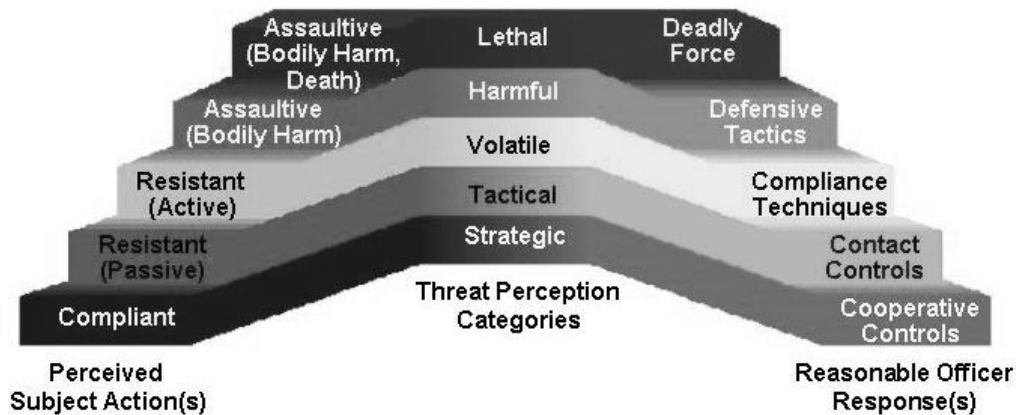 Assaultive
(Bodily Harm,
Death)
Lethal
Deadly
Force
Assaultive
(Bodily Harm)
Harmful
Defensive
Tactics
Resistant
(Active)
Volatile
Compliance
Techniques
Resistant
(Passive)
Tactical
Contact
Controls
Compliant
Strategic
Cooperative
Controls
Perceived
Subject Action(s)
Threat Perception
Categories
Reasonable Officer
Response(s)